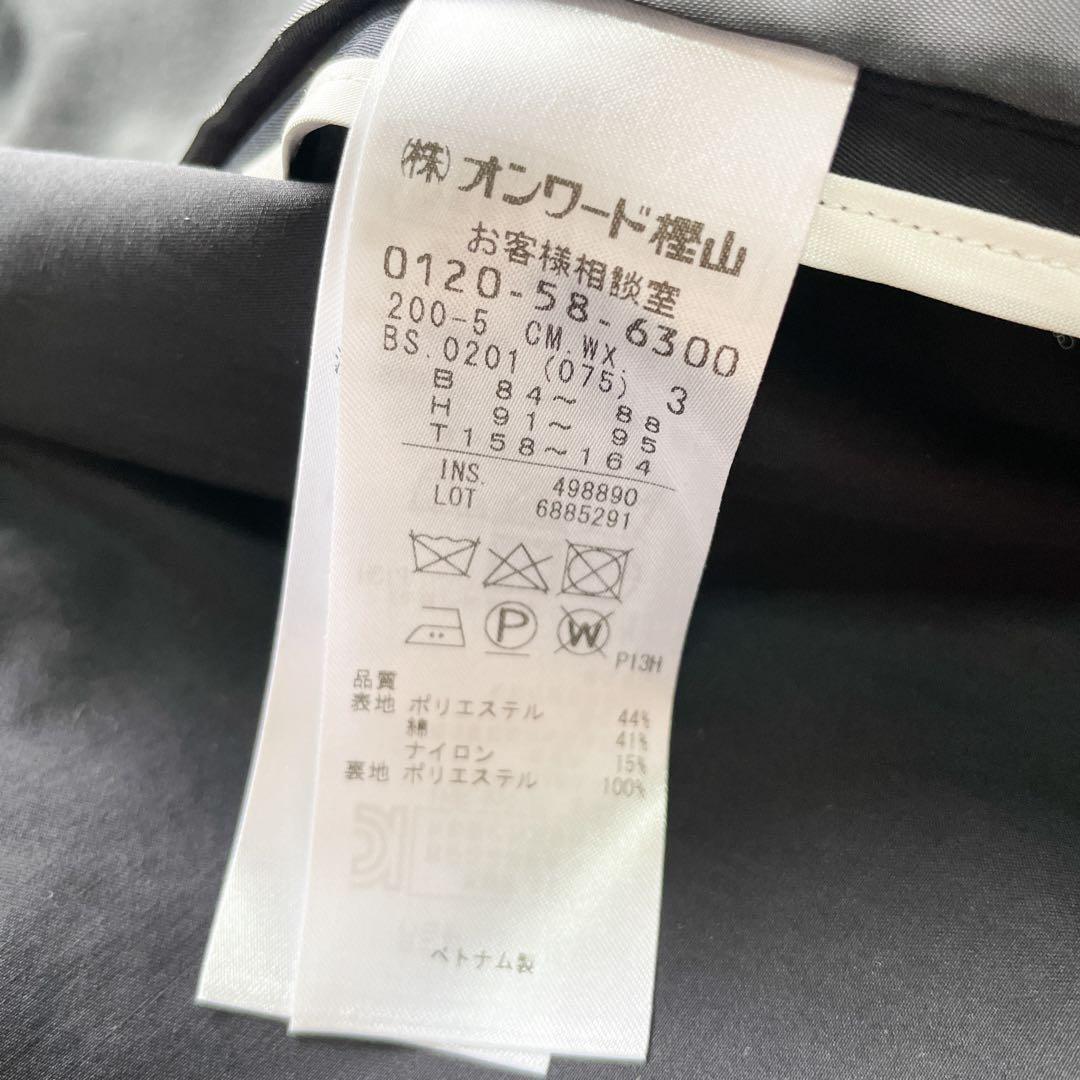 ㈱オンワード樫山
お客様相談室
0120-58-6300
200-5 CM.WX.
BS.0201 (075) 3
B 84～ 88
H 91～ 95
T158～164
INS. 498890
LOT 6885291
P W
P13H
品質
表地 ポリエステル 44%
綿 41%
ナイロン 15%
裏地 ポリエステル 100%
ベトナム製